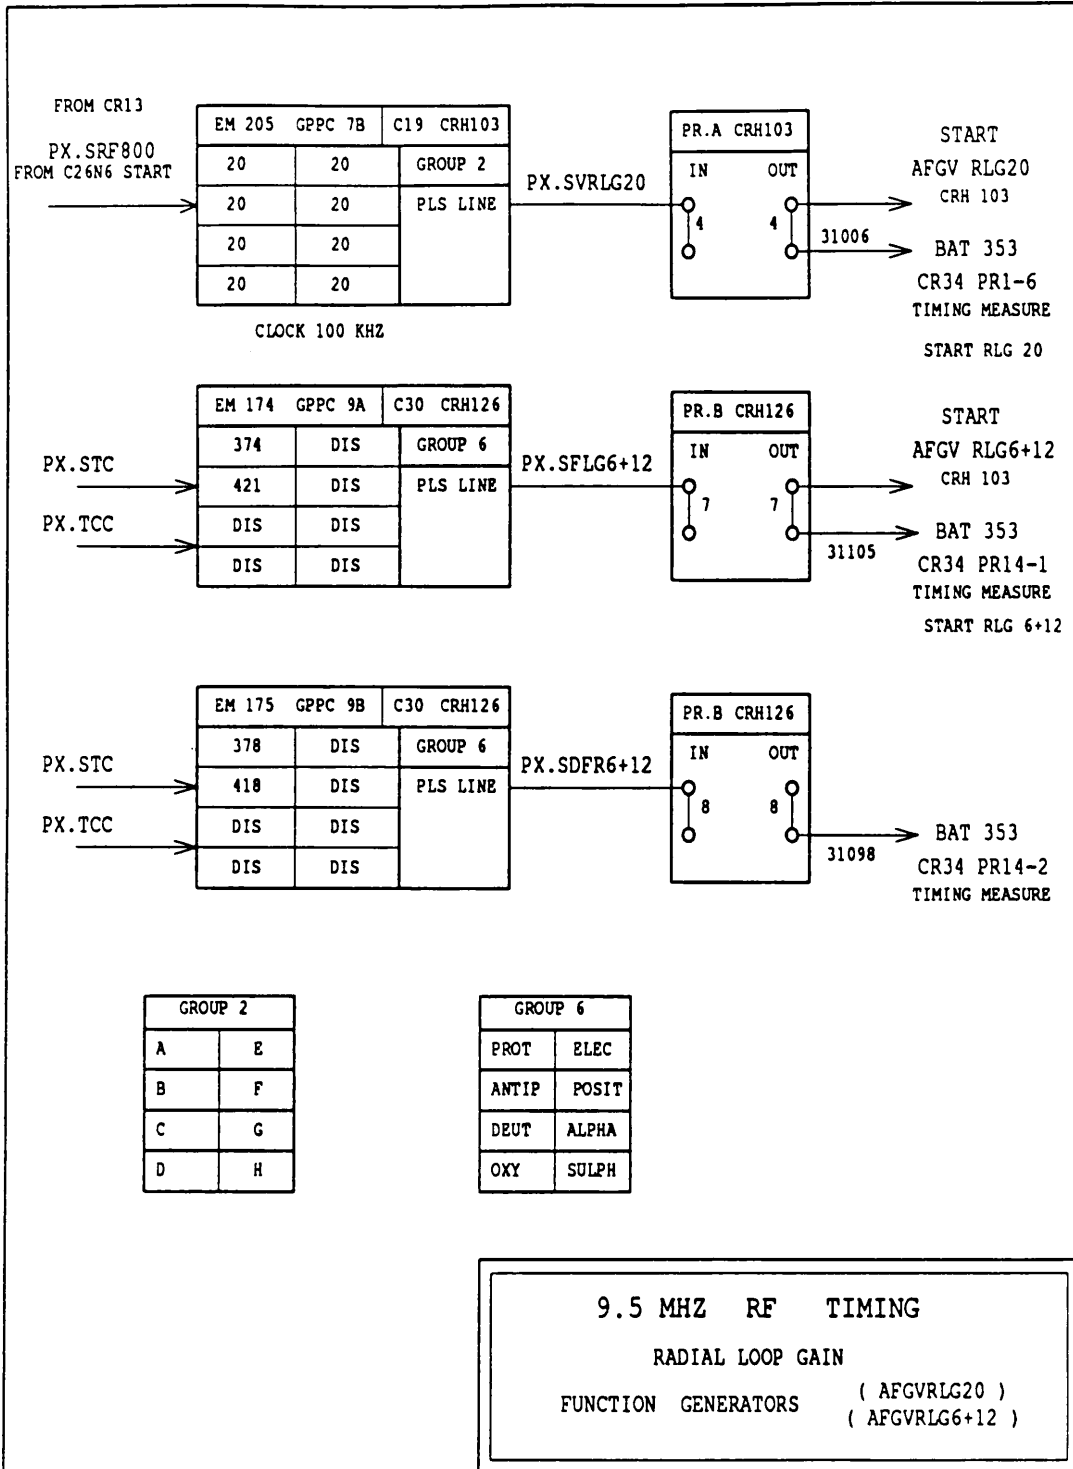 FROM CR13
PX.SRF800
FROM C26N6 START
EM 205 GPPC 7B C19 CRH103
20 20 GROUP 2
20 20 PLS LINE
20 20
20 20
CLOCK 100 KHZ
PX.SVRLG20
PR.A CRH103
IN OUT
4 4
31006
START
AFGV RLG20
CRH 103
BAT 353
CR34 PR1-6
TIMING MEASURE
START RLG 20
PX.STC
PX.TCC
EM 174 GPPC 9A C30 CRH126
374 DIS GROUP 6
421 DIS PLS LINE
DIS DIS
DIS DIS
PX.SFLG6+12
PR.B CRH126
IN OUT
7 7
31105
START
AFGV RLG6+12
CRH 103
BAT 353
CR34 PR14-1
TIMING MEASURE
START RLG 6+12
PX.STC
PX.TCC
EM 175 GPPC 9B C30 CRH126
378 DIS GROUP 6
418 DIS PLS LINE
DIS DIS
DIS DIS
PX.SDFR6+12
PR.B CRH126
IN OUT
8 8
31098
BAT 353
CR34 PR14-2
TIMING MEASURE
GROUP 2
A E
B F
C G
D H
GROUP 6
PROT ELEC
ANTIP POSIT
DEUT ALPHA
OXY SULPH
9.5 MHZ RF TIMING
RADIAL LOOP GAIN
FUNCTION GENERATORS ( AFGVRLG20 )
( AFGVRLG6+12 )